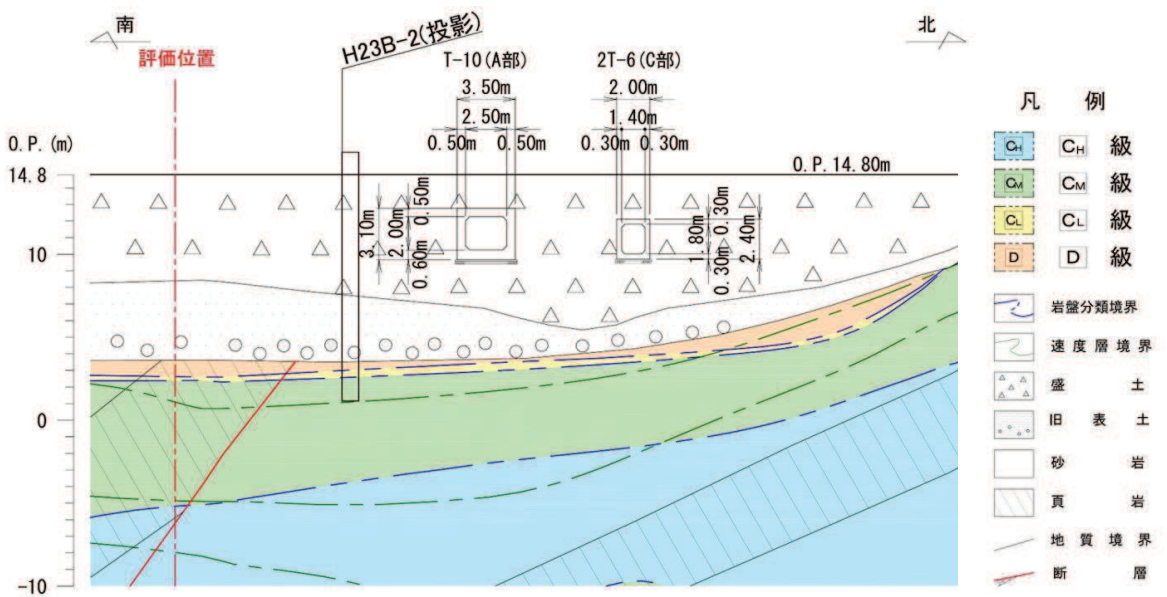 南
北
評価位置
H23B-2(投影)
T-10(A部)
3.50m
2.50m
0.50m 0.50m
2T-6(C部)
2.00m
1.40m
0.30m 0.30m
O.P.(m)
O.P.14.80m
14.8
10
0
-10
3.10m
2.00m
0.50m
0.60m
1.80m
0.30m
0.30m
2.40m
凡 例
CH CH 級
CM CM 級
CL CL 級
D D 級
岩盤分類境界
速度層境界
盛 土
旧 表 土
砂 岩
頁 岩
地 質 境 界
断 層